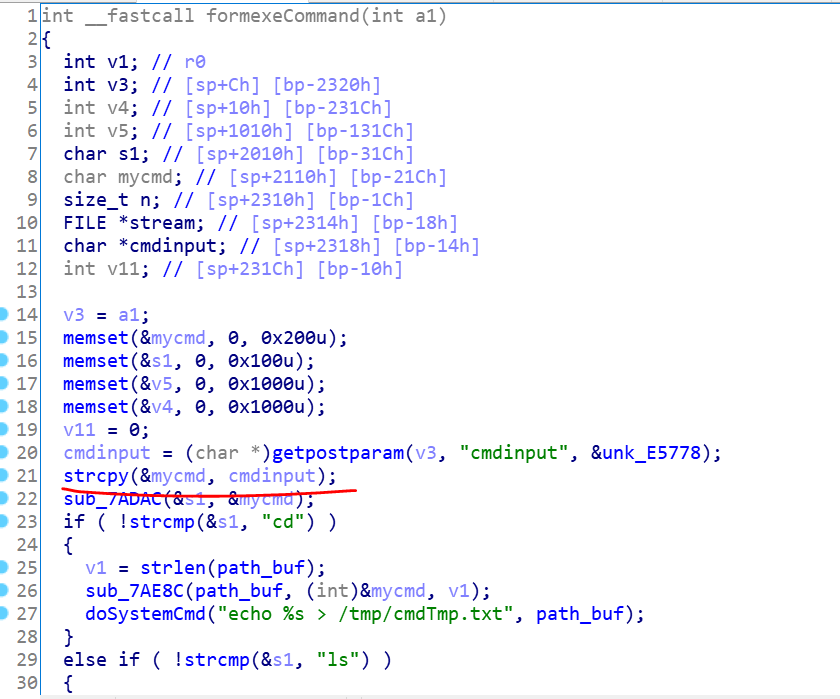 1 int __fastcall formexeCommand(int a1)
2 {
3 int v1; // r0
4 int v3; // [sp+Ch] [bp-2320h]
5 int v4; // [sp+10h] [bp-231Ch]
6 int v5; // [sp+1010h] [bp-131Ch]
7 char s1; // [sp+2010h] [bp-31Ch]
8 char mycmd; // [sp+2110h] [bp-21Ch]
9 size_t n; // [sp+2310h] [bp-1Ch]
10 FILE *stream; // [sp+2314h] [bp-18h]
11 char *cmdinput; // [sp+2318h] [bp-14h]
12 int v11; // [sp+231Ch] [bp-10h]
13
14 v3 = a1;
15 memset(&mycmd, 0, 0x200u);
16 memset(&s1, 0, 0x100u);
17 memset(&v5, 0, 0x1000u);
18 memset(&v4, 0, 0x1000u);
19 v11 = 0;
20 cmdinput = (char *)getpostparam(v3, "cmdinput", &unk_E5778);
21 strcpy(&mycmd, cmdinput);
22 sub_7ADAC(&s1, &mycmd);
23 if ( !strcmp(&s1, "cd") )
24 {
25 v1 = strlen(path_buf);
26 sub_7AE8C(path_buf, (int)&mycmd, v1);
27 doSystemCmd("echo %s > /tmp/cmdTmp.txt", path_buf);
28 }
29 else if ( !strcmp(&s1, "ls") )
30 {